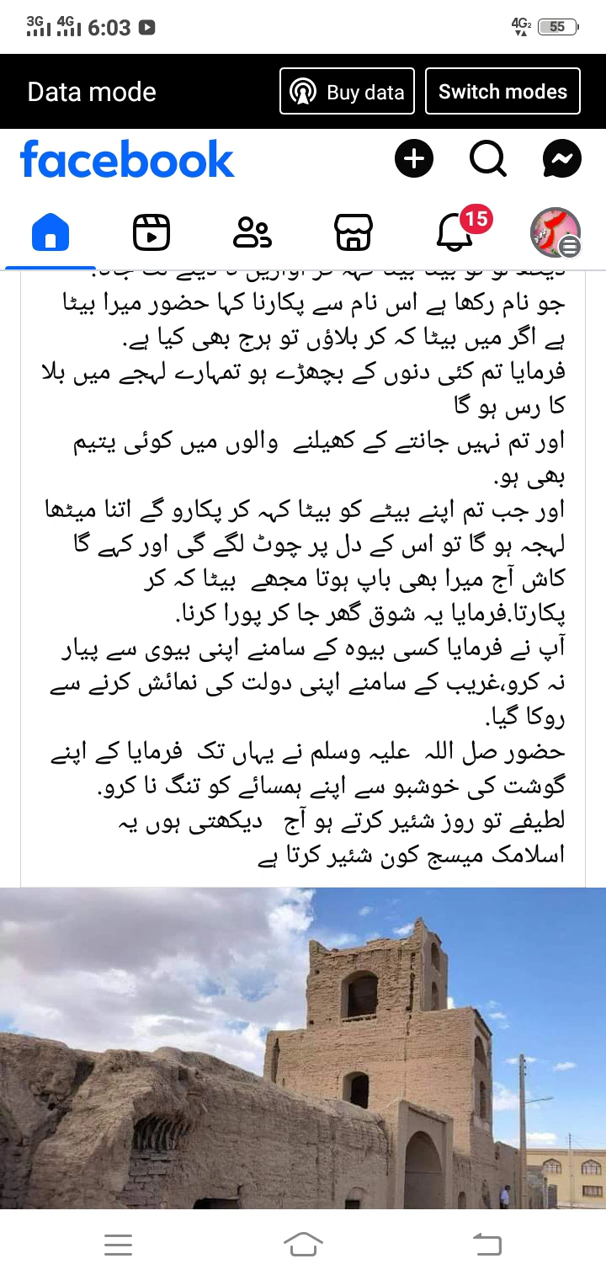 3G 4G 6:03
4G2 55
Data mode
Buy data
Switch modes
facebook
15
جو نام رکھا ہے اس نام سے پکارنا کہا حضور میرا بیٹا
ہے اگر میں بیٹا کہ کر بلاؤں تو ہرج بھی کیا ہے.
فرمایا تم کئی دنوں کے بچھڑے ہو تمہارے لہجے میں بلا
کا رس ہو گا
اور تم نہیں جانتے کے کھیلنے والوں میں کوئی یتیم
بھی ہو.
اور جب تم اپنے بیٹے کو بیٹا کہہ کر پکارو گے اتنا میٹھا
لہجہ ہو گا تو اس کے دل پر چوٹ لگے گی اور کہے گا
کاش آج میرا بھی باپ ہوتا مجھے بیٹا کہ کر
پکارتا.فرمایا یہ شوق گھر جا کر پورا کرنا.
آپ نے فرمایا کسی بیوہ کے سامنے اپنی بیوی سے پیار
نہ کرو،غریب کے سامنے اپنی دولت کی نمائش کرنے سے
روکا گیا.
حضور صل اللہ علیہ وسلم نے یہاں تک فرمایا کے اپنے
گوشت کی خوشبو سے اپنے ہمسائے کو تنگ نا کرو.
لطیفے تو روز شئیر کرتے ہو آج دیکھتی ہوں یہ
اسلامک میسج کون شئیر کرتا ہے